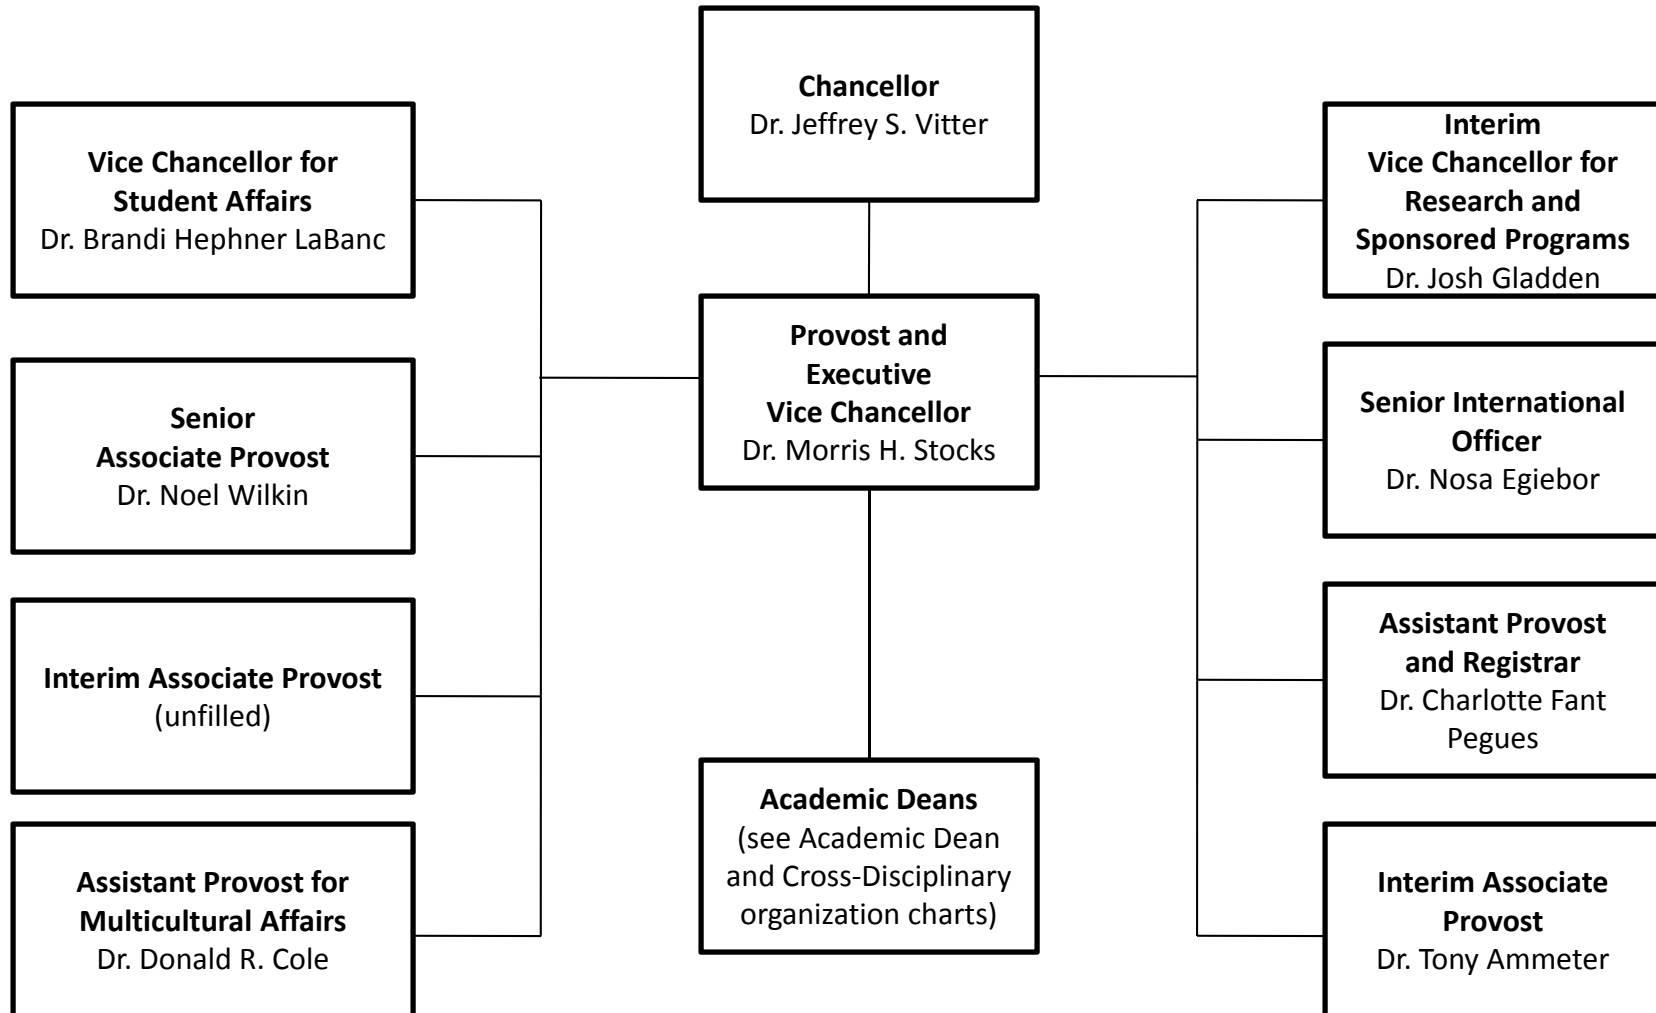 Chancellor
Dr. Jeffrey S. Vitter
Vice Chancellor for
Student Affairs
Dr. Brandi Hephner LaBanc
Interim
Vice Chancellor for
Research and
Sponsored Programs
Dr. Josh Gladden
Provost and
Executive
Vice Chancellor
Dr. Morris H. Stocks
Senior
Associate Provost
Dr. Noel Wilkin
Senior International
Officer
Dr. Nosa Egiebor
Interim Associate Provost
(unfilled)
Assistant Provost
and Registrar
Dr. Charlotte Fant
Pegues
Academic Deans
(see Academic Dean
and Cross-Disciplinary
organization charts)
Assistant Provost for
Multicultural Affairs
Dr. Donald R. Cole
Interim Associate
Provost
Dr. Tony Ammeter